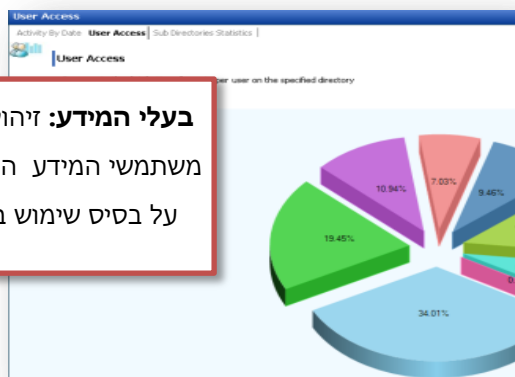 User Access
Activity By Date User Access Sub Directories Statistics
User Access
per user on the specified directory
בעלי המידע:
משתמשי המידע
על בסיס שימוש
10.94%
7.03%
9.46%
19.45%
34.01%